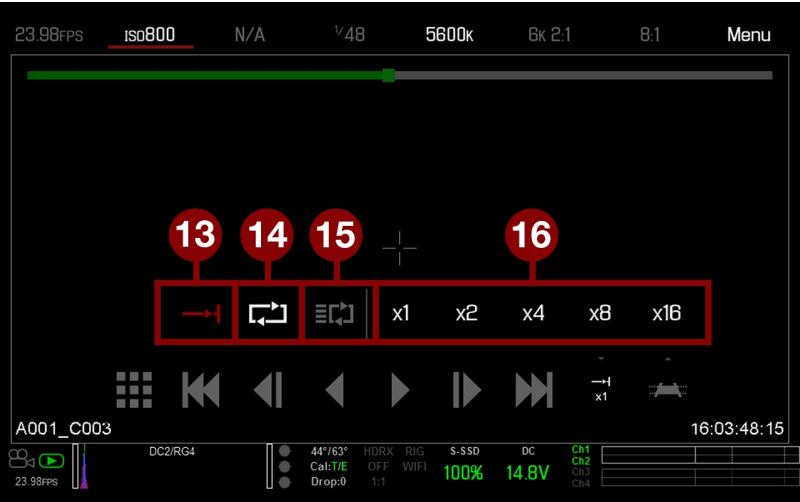 23.98FPS ISO800 N/A 1/48 5600K 6K 2:1 8:1 Menu
13 14 15 16
x1 x2 x4 x8 x16
x1
A001_C003 16:03:48:15
DC2/RG4 44°/63° HDRX RIG S-SSD DC Ch1
Cal:T/E OFF WIFI 100% 14.8V Ch2
Ch3
23.98FPS Drop:0 1:1 Ch4